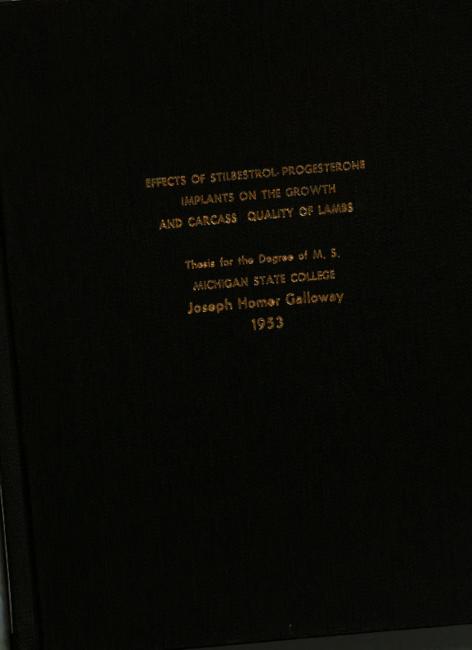 EFFECTS OF STILBESTROL-PROGESTERONE
IMPLANTS ON THE GROWTH
AND CARCASS QUALITY OF LAMBS
Thesis for the Degree of M. S.
MICHIGAN STATE COLLEGE
Joseph Homer Galloway
1953